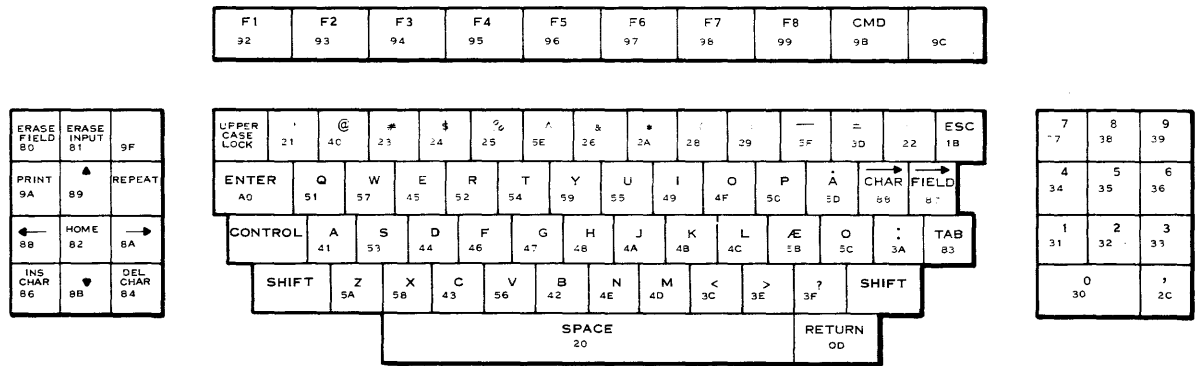 F1 F2 F3 F4 F5 F6 F7 F8 CMD
92 93 94 95 96 97 98 99 9B 9C
ERASE FIELD 80
ERASE INPUT 81
9F
UPPER CASE LOCK
21
@ 40
# 23
$ 24
% 25
^ 5E
& 26
* 2A
28
29
— 5F
= 3D
22
ESC 1B
7
8 38
9 39
PRINT 9A
▲ 89
REPEAT
ENTER A0
Q 51
W 57
E 45
R 52
T 54
Y 59
U 55
I 49
O 4F
P 50
Å 5D
→ CHAR
→ FIELD
4 34
5 35
6 36
← 88
HOME 82
→ 8A
CONTROL
A 41
S 53
D 44
F 46
G 47
H 48
J 4A
K 4B
L 4C
Æ 5B
O 5C
: 3A
TAB 83
1 31
2 32
3 33
INS CHAR 86
▼ 8B
DEL CHAR 84
SHIFT
Z 5A
X 58
C 43
V 56
B 42
N 4E
M 4D
< 3C
> 3E
? 3F
SHIFT
0 30
, 2C
SPACE 20
RETURN 0D